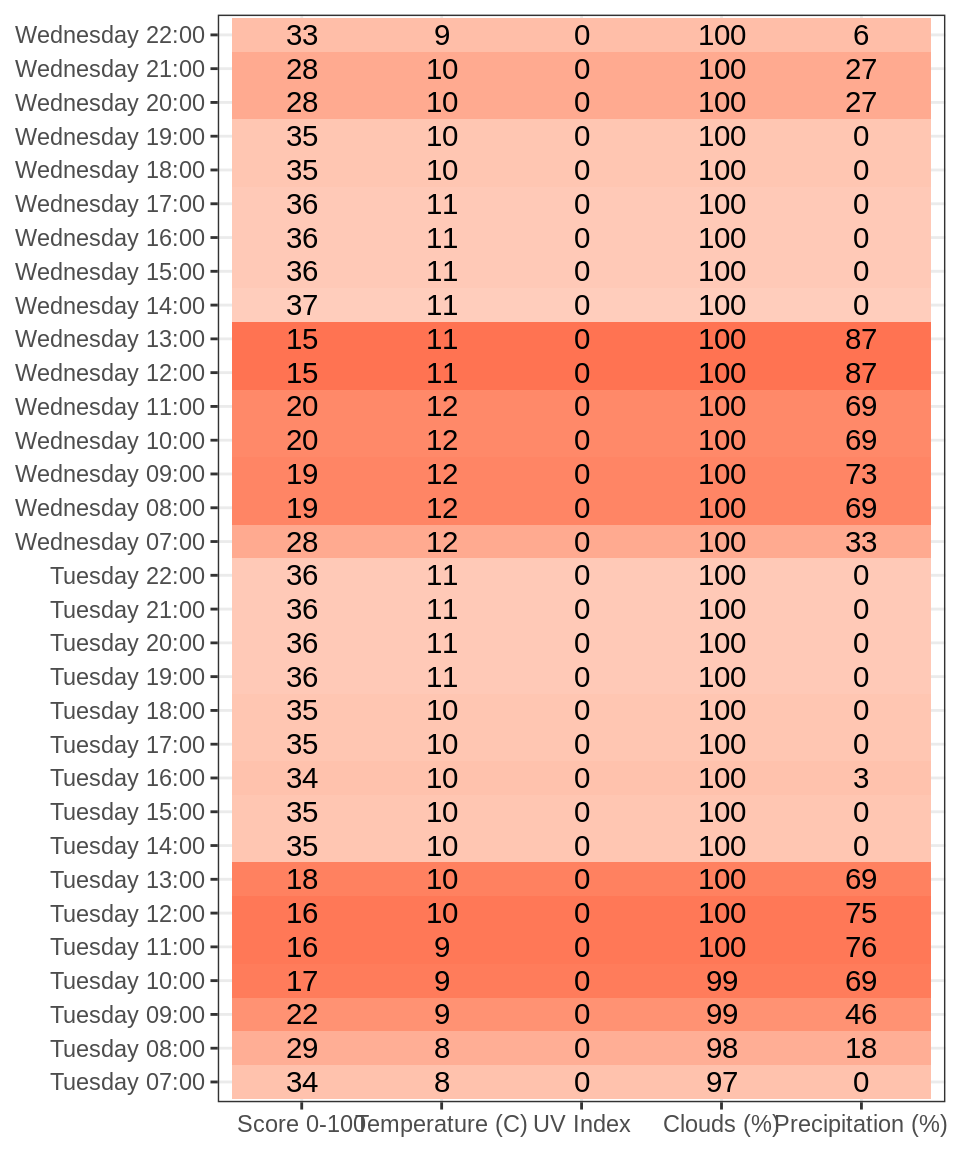 Wednesday 22:00 33 9 0 100 6
Wednesday 21:00 28 10 0 100 27
Wednesday 20:00 28 10 0 100 27
Wednesday 19:00 35 10 0 100 0
Wednesday 18:00 35 10 0 100 0
Wednesday 17:00 36 11 0 100 0
Wednesday 16:00 36 11 0 100 0
Wednesday 15:00 36 11 0 100 0
Wednesday 14:00 37 11 0 100 0
Wednesday 13:00 15 11 0 100 87
Wednesday 12:00 15 11 0 100 87
Wednesday 11:00 20 12 0 100 69
Wednesday 10:00 20 12 0 100 69
Wednesday 09:00 19 12 0 100 73
Wednesday 08:00 19 12 0 100 69
Wednesday 07:00 28 12 0 100 33
Tuesday 22:00 36 11 0 100 0
Tuesday 21:00 36 11 0 100 0
Tuesday 20:00 36 11 0 100 0
Tuesday 19:00 36 11 0 100 0
Tuesday 18:00 35 10 0 100 0
Tuesday 17:00 35 10 0 100 0
Tuesday 16:00 34 10 0 100 3
Tuesday 15:00 35 10 0 100 0
Tuesday 14:00 35 10 0 100 0
Tuesday 13:00 18 10 0 100 69
Tuesday 12:00 16 10 0 100 75
Tuesday 11:00 16 9 0 100 76
Tuesday 10:00 17 9 0 99 69
Tuesday 09:00 22 9 0 99 46
Tuesday 08:00 29 8 0 98 18
Tuesday 07:00 34 8 0 97 0
Score 0-100 Temperature (C) UV Index Clouds (%) Precipitation (%)